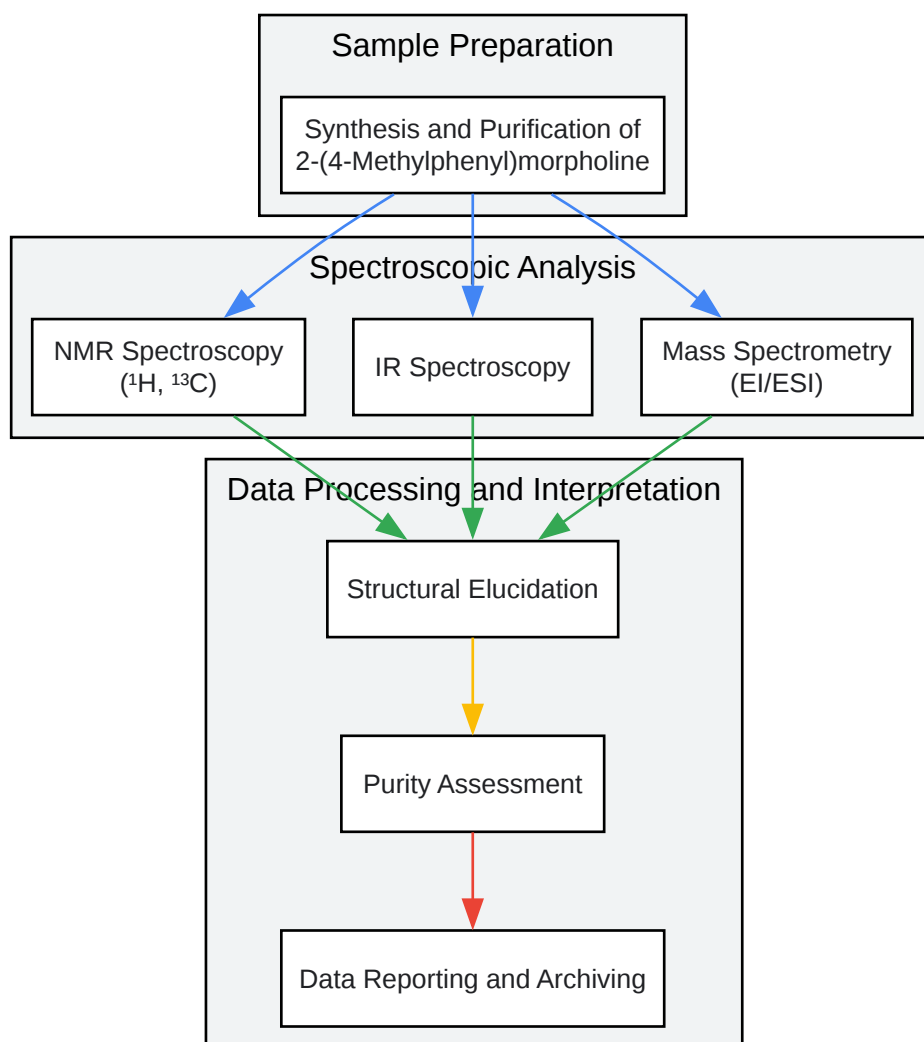 Sample Preparation
Synthesis and Purification of
2-(4-Methylphenyl)morpholine
Spectroscopic Analysis
NMR Spectroscopy
(¹H, ¹³C)
IR Spectroscopy
Mass Spectrometry
(EI/ESI)
Data Processing and Interpretation
Structural Elucidation
Purity Assessment
Data Reporting and Archiving